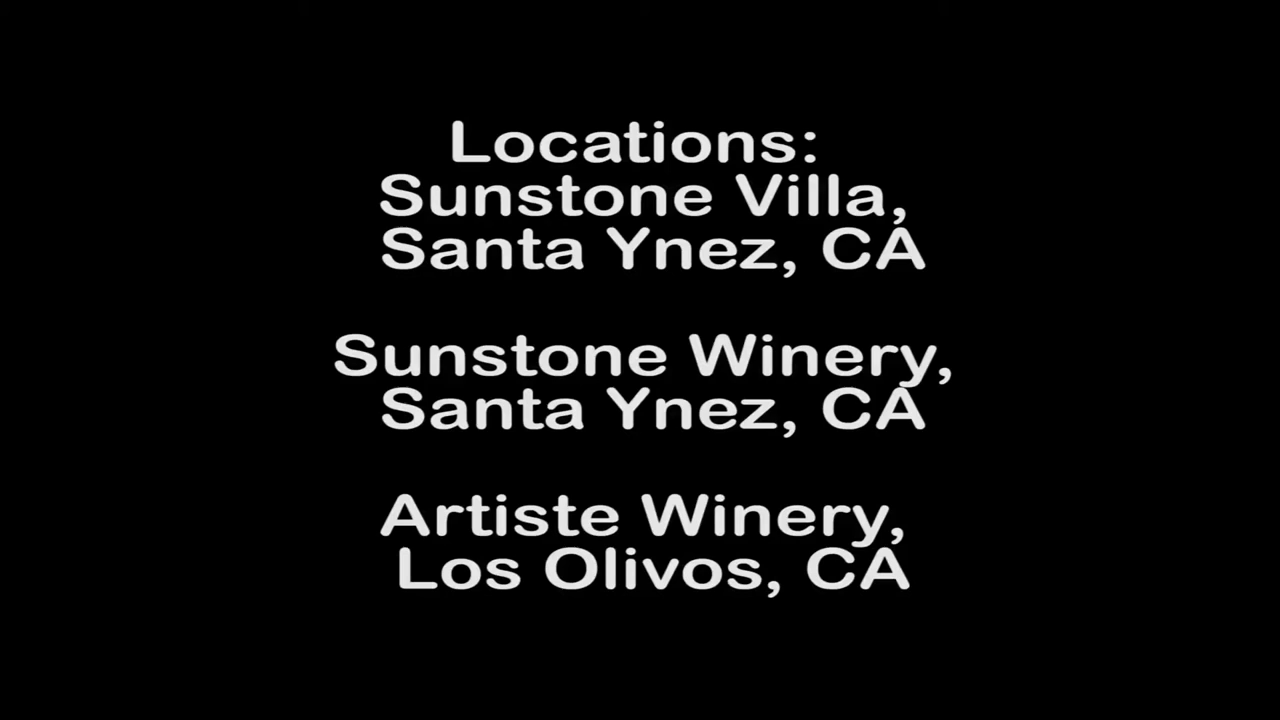 Locations:
Sunstone Villa,
Santa Ynez, CA
Sunstone Winery,
Santa Ynez, CA
Artiste Winery,
Los Olivos, CA